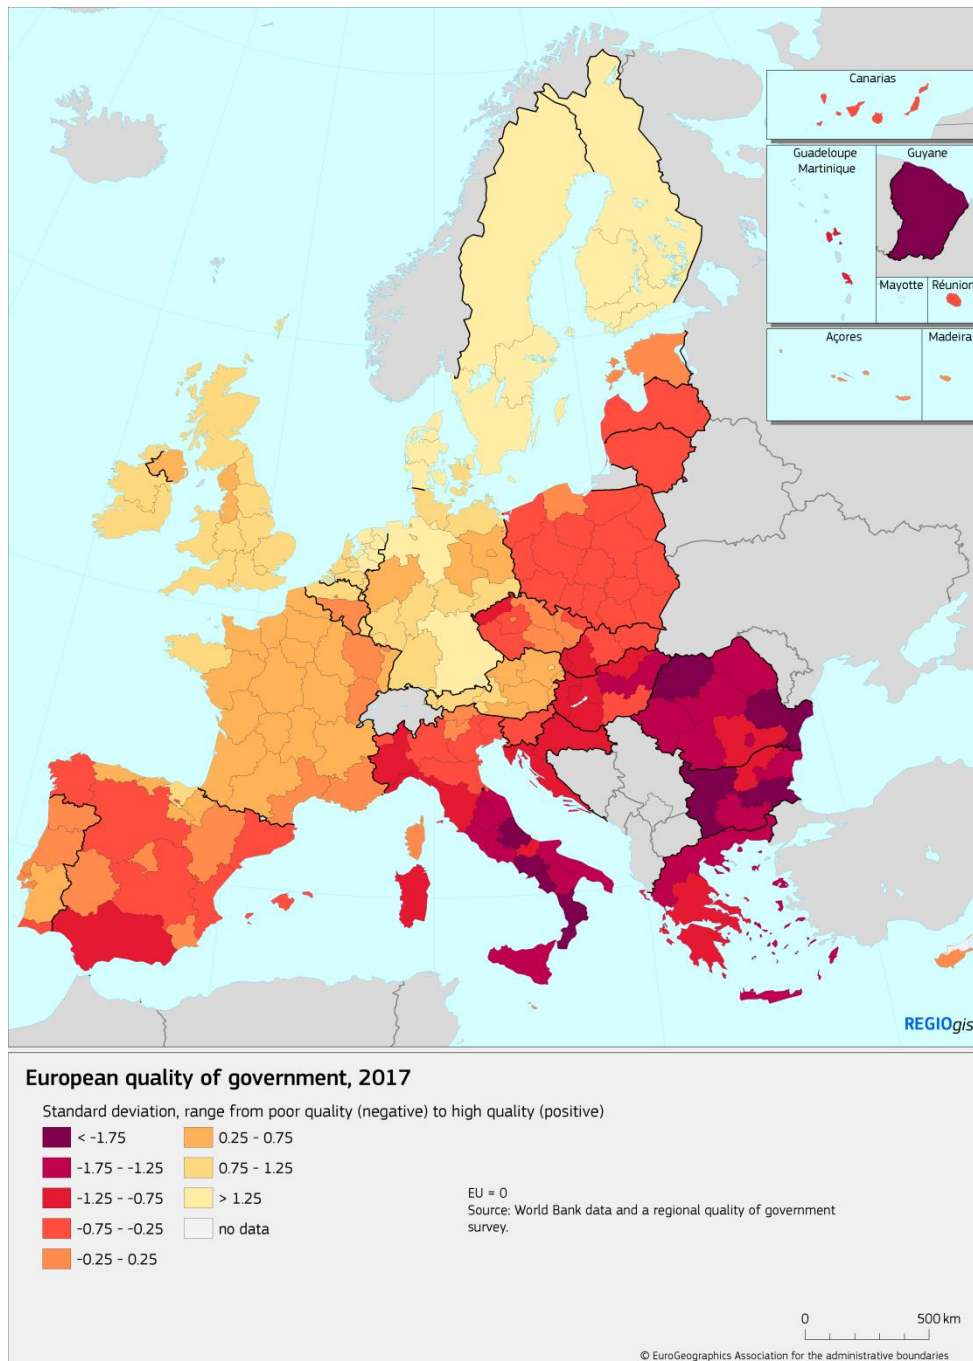 Canarias
Guadeloupe
Martinique
Guyane
Mayotte
Réunion
Açores
Madeira
REGIOgis
European quality of government, 2017
Standard deviation, range from poor quality (negative) to high quality (positive)
< -1.75
-1.75 - -1.25
-1.25 - -0.75
-0.75 - -0.25
-0.25 - 0.25
0.25 - 0.75
0.75 - 1.25
> 1.25
no data
EU = 0
Source: World Bank data and a regional quality of government
survey.
0 500 km
© EuroGeographics Association for the administrative boundaries